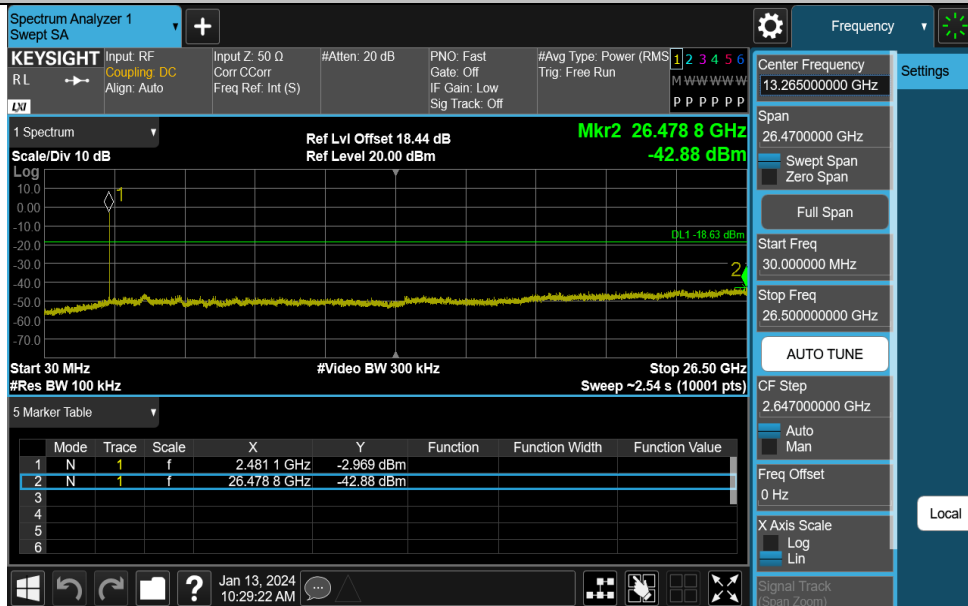 Spectrum Analyzer 1
Swept SA
+
Frequency
KEYSIGHT
RL
LXI
Input: RF
Coupling: DC
Align: Auto
Input Z: 50 Ω
Corr CCorr
Freq Ref: Int (S)
#Atten: 20 dB
PNO: Fast
Gate: Off
IF Gain: Low
Sig Track: Off
#Avg Type: Power (RMS
Trig: Free Run
1 2 3 4 5 6
M W W W W W
P P P P P P
1 Spectrum
Scale/Div 10 dB
Ref Lvl Offset 18.44 dB
Ref Level 20.00 dBm
Mkr2 26.478 8 GHz
-42.88 dBm
Log
10.0
0.00
-10.0
-20.0
-30.0
-40.0
-50.0
-60.0
-70.0
1
DL1 -18.63 dBm
2
Start 30 MHz
#Res BW 100 kHz
#Video BW 300 kHz
Stop 26.50 GHz
Sweep ~2.54 s (10001 pts)
5 Marker Table
Mode Trace Scale X Y Function Function Width Function Value
1 N 1 f 2.481 1 GHz -2.969 dBm
2 N 1 f 26.478 8 GHz -42.88 dBm
3
4
5
6
?
Jan 13, 2024
10:29:22 AM
Center Frequency
13.265000000 GHz
Span
26.4700000 GHz
Swept Span
Zero Span
Full Span
Start Freq
30.000000 MHz
Stop Freq
26.500000000 GHz
AUTO TUNE
CF Step
2.647000000 GHz
Auto
Man
Freq Offset
0 Hz
X Axis Scale
Log
Lin
Signal Track
(Span Zoom)
Settings
Local